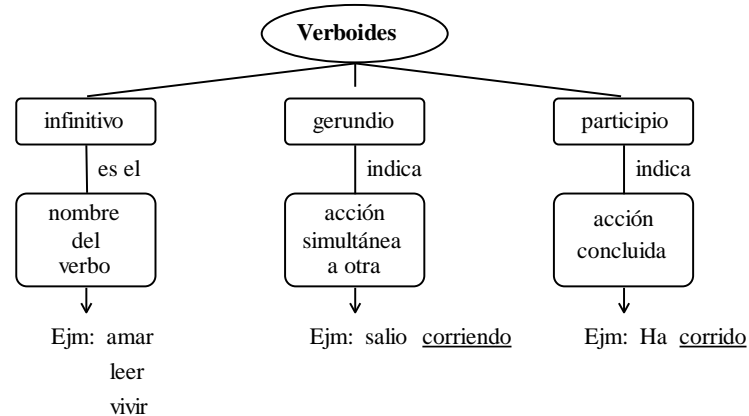 Verboides
infinitivo
gerundio
participio
es el
indica
indica
nombre
del
verbo
acción
simultánea
a otra
acción
concluida
Ejm: amar
leer
vivir
Ejm: salio corriendo
Ejm: Ha corrido